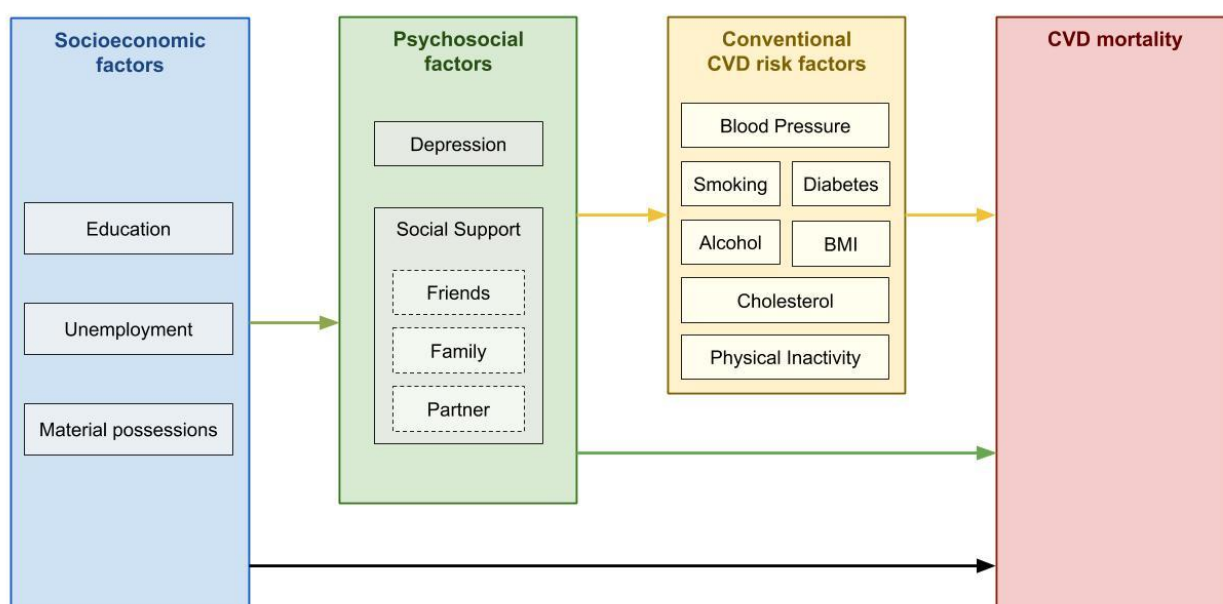 Socioeconomic
factors
Education
Unemployment
Material possessions
Psychosocial
factors
Depression
Social Support
Friends
Family
Partner
Conventional
CVD risk factors
Blood Pressure
Smoking
Diabetes
Alcohol
BMI
Cholesterol
Physical Inactivity
CVD mortality